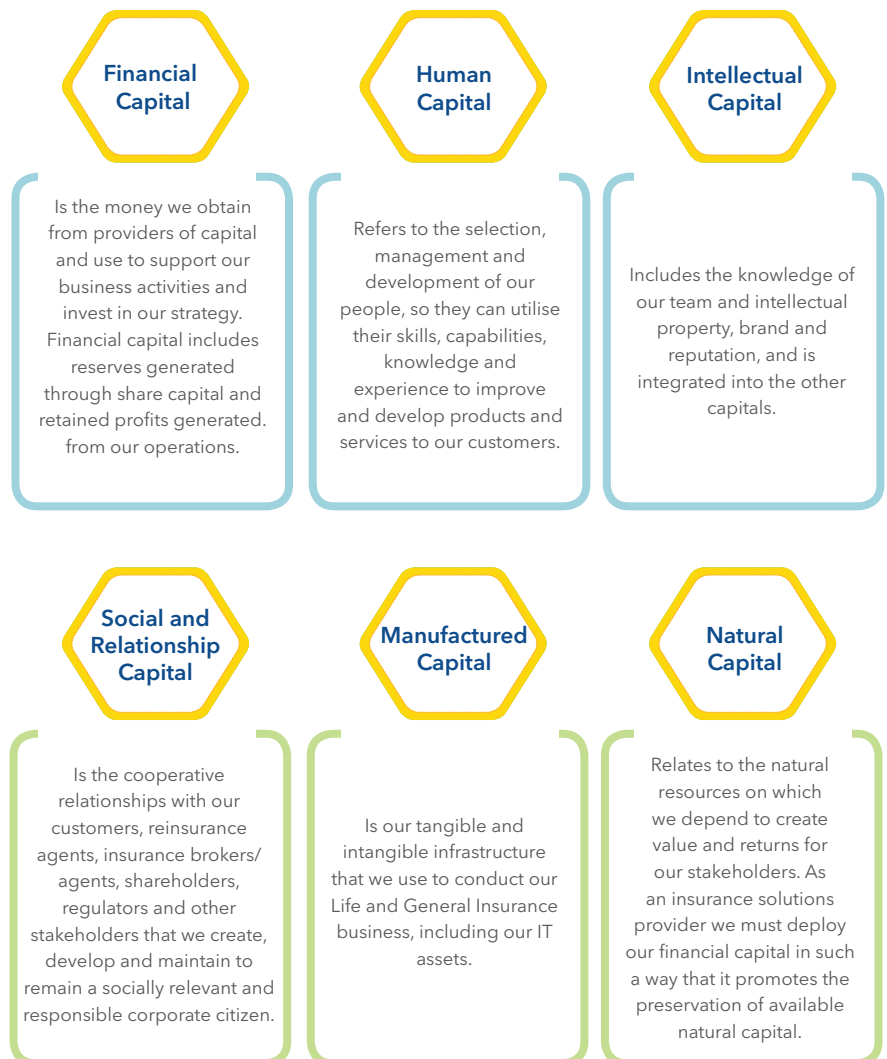 Financial
Capital
Is the money we obtain
from providers of capital
and use to support our
business activities and
invest in our strategy.
Financial capital includes
reserves generated
through share capital and
retained profits generated.
from our operations.
Human
Capital
Refers to the selection,
management and
development of our
people, so they can utilise
their skills, capabilities,
knowledge and
experience to improve
and develop products and
services to our customers.
Intellectual
Capital
Includes the knowledge of
our team and intellectual
property, brand and
reputation, and is
integrated into the other
capitals.
Social and
Relationship
Capital
Is the cooperative
relationships with our
customers, reinsurance
agents, insurance brokers/
agents, shareholders,
regulators and other
stakeholders that we create,
develop and maintain to
remain a socially relevant and
responsible corporate citizen.
Manufactured
Capital
Is our tangible and
intangible infrastructure
that we use to conduct our
Life and General Insurance
business, including our IT
assets.
Natural
Capital
Relates to the natural
resources on which
we depend to create
value and returns for
our stakeholders. As
an insurance solutions
provider we must deploy
our financial capital in such
a way that it promotes the
preservation of available
natural capital.